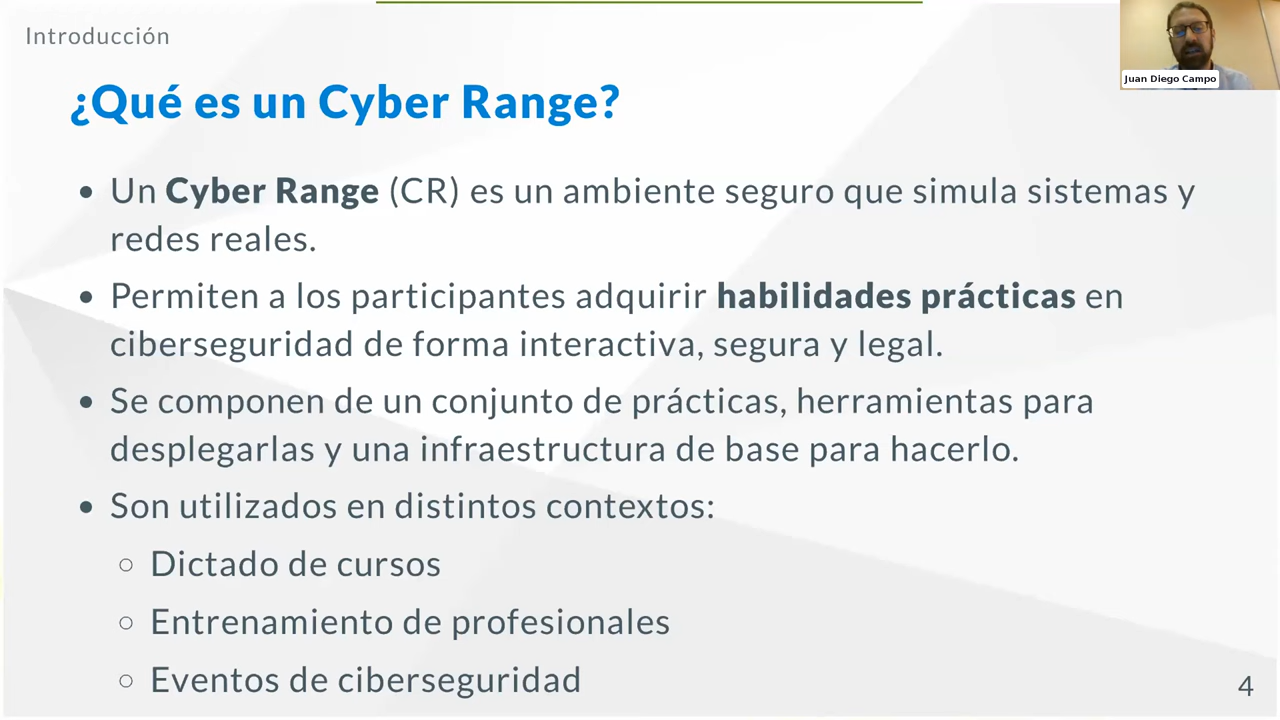 Introducción
Juan Diego Campo
¿Qué es un Cyber Range?
• Un Cyber Range (CR) es un ambiente seguro que simula sistemas y
redes reales.
• Permiten a los participantes adquirir habilidades prácticas en
ciberseguridad de forma interactiva, segura y legal.
• Se componen de un conjunto de prácticas, herramientas para
desplegarlas y una infraestructura de base para hacerlo.
• Son utilizados en distintos contextos:
○ Dictado de cursos
○ Entrenamiento de profesionales
○ Eventos de ciberseguridad
4